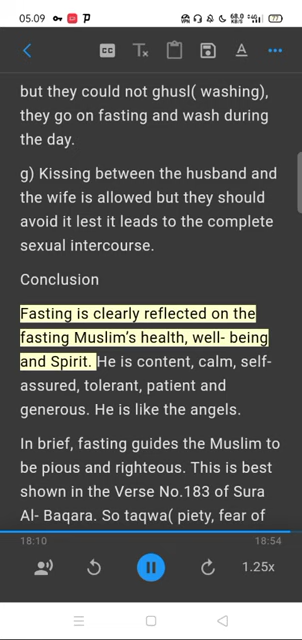 05.09
68.0
KB/s
77
CC
but they could not ghusl( washing),
they go on fasting and wash during
the day.
g) Kissing between the husband and
the wife is allowed but they should
avoid it lest it leads to the complete
sexual intercourse.
Conclusion
Fasting is clearly reflected on the
fasting Muslim's health, well- being
and Spirit. He is content, calm, self-
assured, tolerant, patient and
generous. He is like the angels.
In brief, fasting guides the Muslim to
be pious and righteous. This is best
shown in the Verse No.183 of Sura
Al- Baqara. So taqwa( piety, fear of
18:10
18:54
1.25x